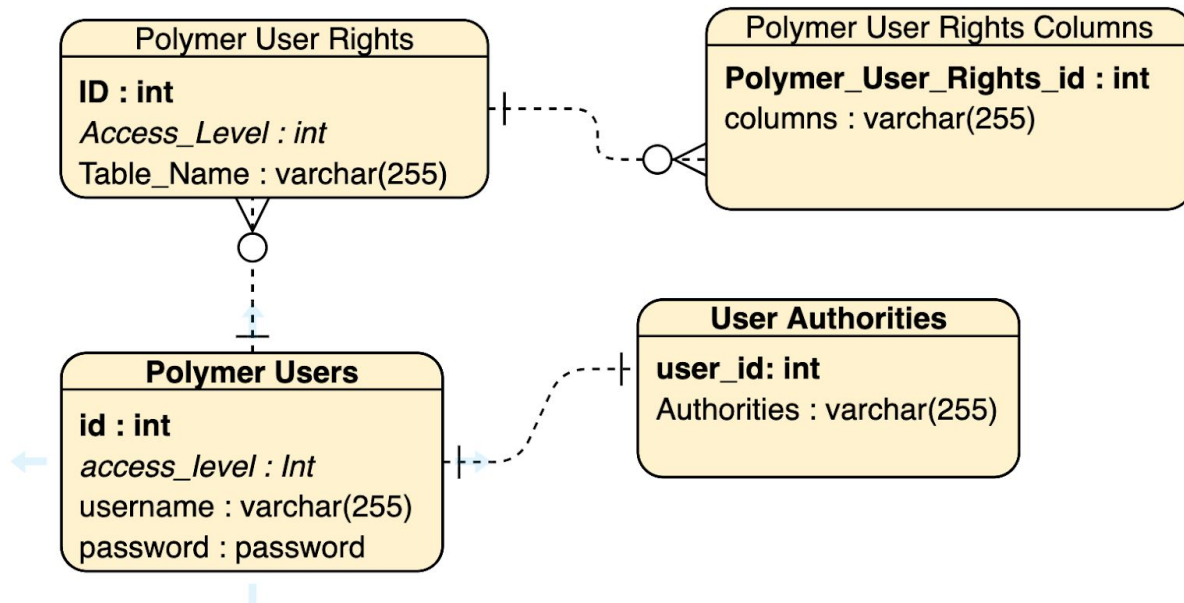 Polymer User Rights
ID : int
Access_Level : int
Table_Name : varchar(255)
Polymer User Rights Columns
Polymer_User_Rights_id : int
columns : varchar(255)
Polymer Users
id : int
access_level : Int
username : varchar(255)
password : password
User Authorities
user_id: int
Authorities : varchar(255)